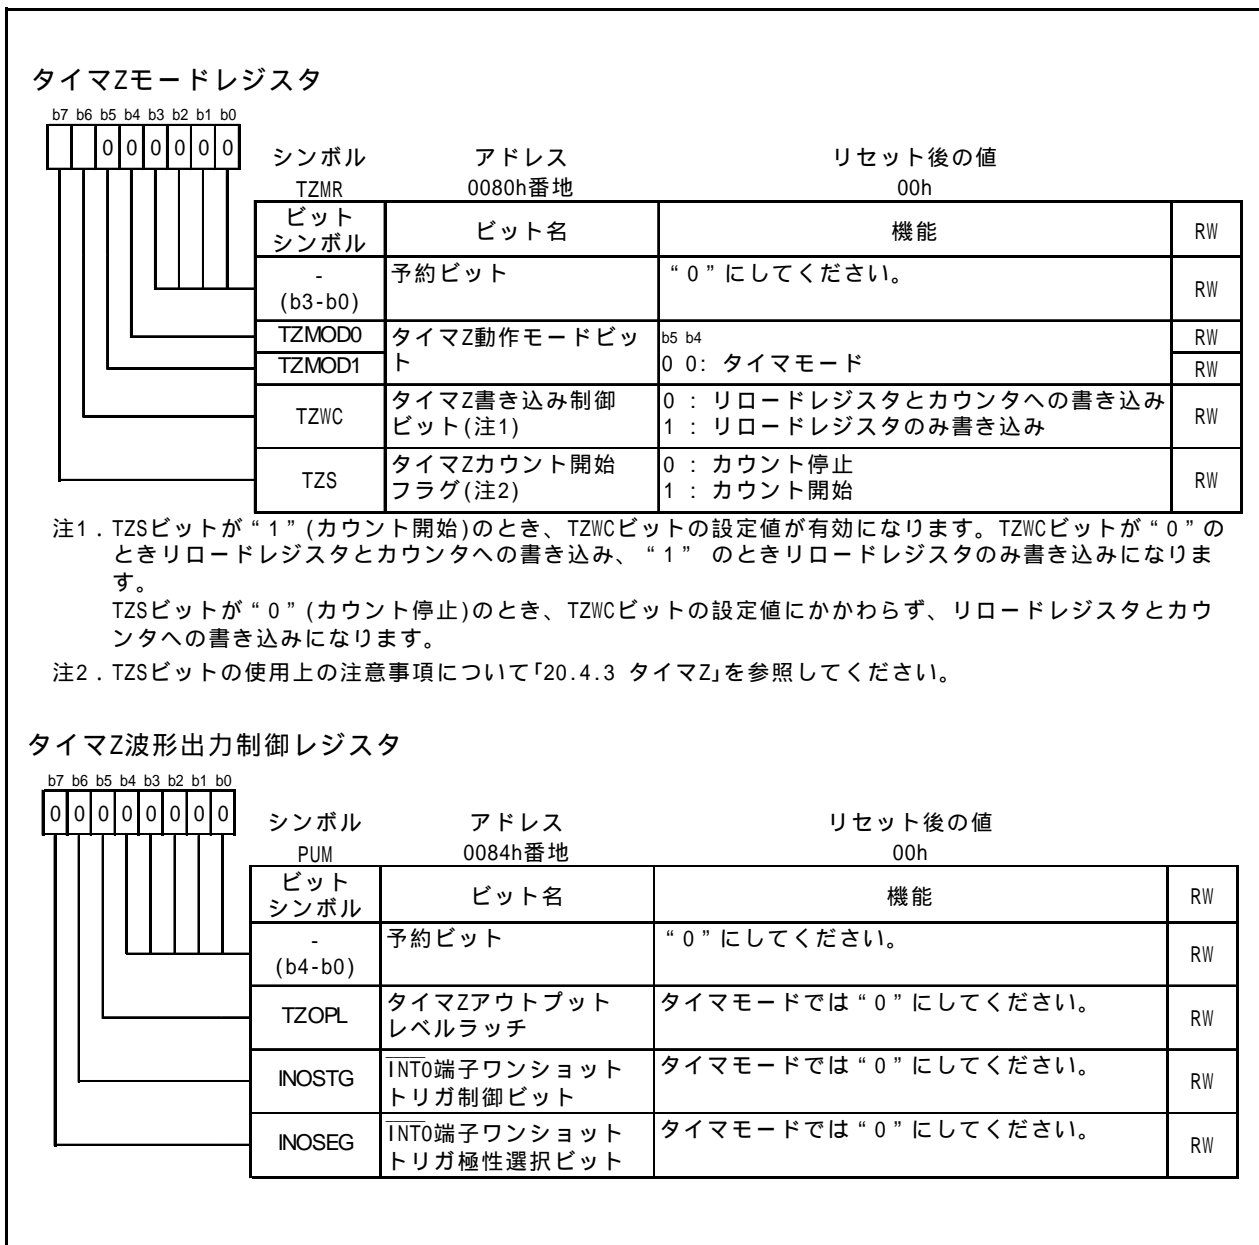 タイマZモードレジスタ
b7 b6 b5 b4 b3 b2 b1 b0
0 0 0 0 0 0
シンボル アドレス リセット後の値
TZMR 0080h番地 00h
ビット
シンボル ビット名 機能 RW
-
(b3-b0) 予約ビット “0”にしてください。 RW
TZMOD0 タイマZ動作モードビッ b5 b4 RW
TZMOD1 ト 0 0: タイマモード RW
TZWC タイマZ書き込み制御 0 : リロードレジスタとカウンタへの書き込み RW
ビット(注1) 1 : リロードレジスタのみ書き込み
TZS タイマZカウント開始 0 : カウント停止 RW
フラグ(注2) 1 : カウント開始
注1．TZSビットが“1”(カウント開始)のとき、TZWCビットの設定値が有効になります。TZWCビットが“0”の
ときリロードレジスタとカウンタへの書き込み、“1” のときリロードレジスタのみ書き込みになりま
す。
TZSビットが“0”(カウント停止)のとき、TZWCビットの設定値にかかわらず、リロードレジスタとカウ
ンタへの書き込みになります。
注2．TZSビットの使用上の注意事項について「20.4.3 タイマZ」を参照してください。
タイマZ波形出力制御レジスタ
b7 b6 b5 b4 b3 b2 b1 b0
0 0 0 0 0 0 0 0
シンボル アドレス リセット後の値
PUM 0084h番地 00h
ビット
シンボル ビット名 機能 RW
-
(b4-b0) 予約ビット “0”にしてください。 RW
TZOPL タイマZアウトプット タイマモードでは“0”にしてください。 RW
レベルラッチ
INOSTG INT0端子ワンショット タイマモードでは“0”にしてください。 RW
トリガ制御ビット
INOSEG INT0端子ワンショット タイマモードでは“0”にしてください。 RW
トリガ極性選択ビット